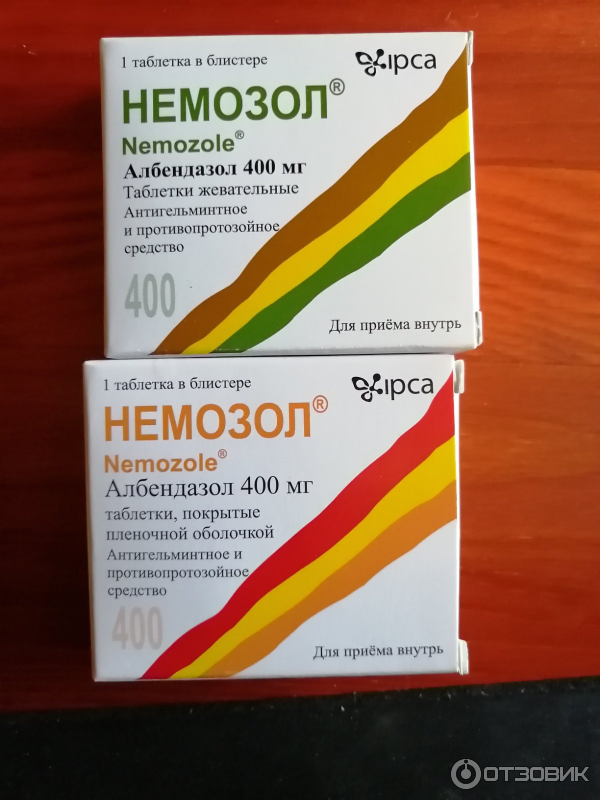 1 таблетка в блистере
ipca
НЕМОЗОЛ®
Nemozole®
Албендазол 400 мг
Таблетки жевательные
Антигельминтное
и противопротозойное
средство
400
Для приёма внутрь
1 таблетка в блистере
ipca
НЕМОЗОЛ®
Nemozole®
Албендазол 400 мг
таблетки, покрытые
пленочной оболочкой
Антигельминтное и
противопротозойное
средство
400
Для приёма внутрь
ОТЗОВИК